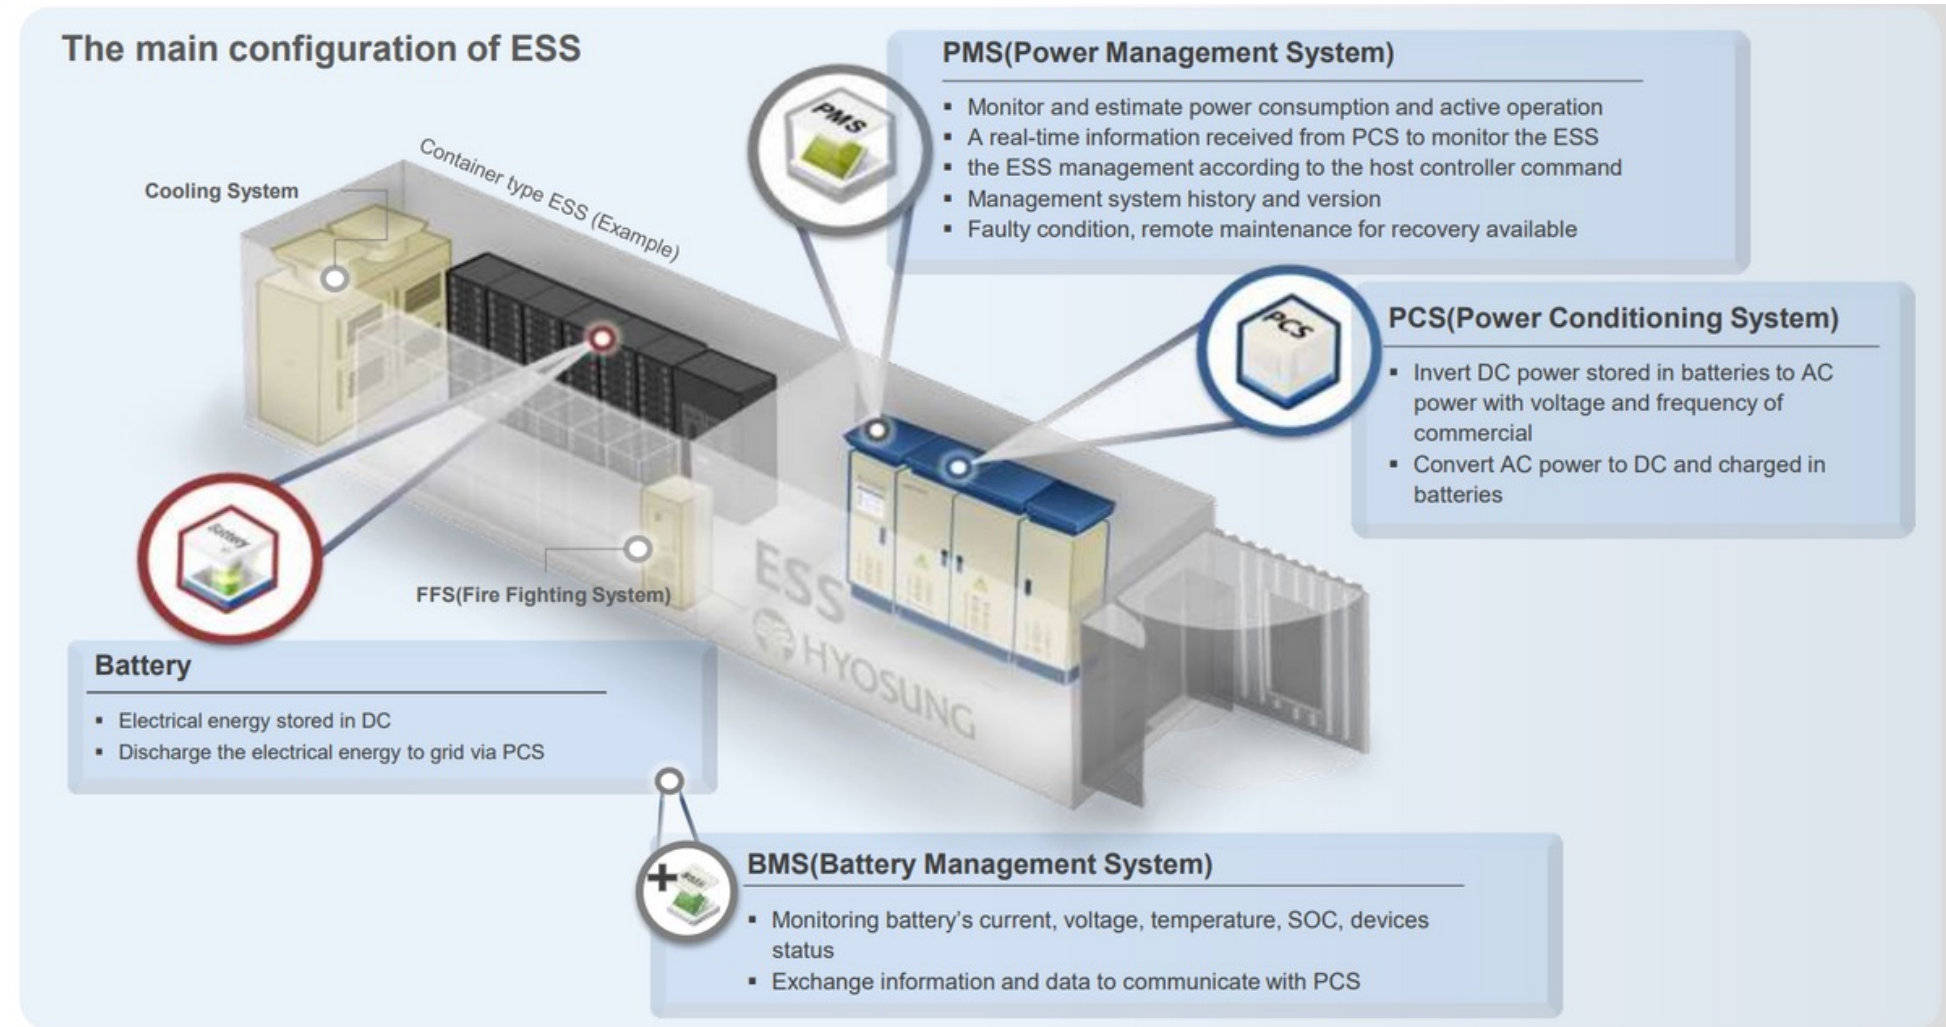 The main configuration of ESS
PMS(Power Management System)
▪ Monitor and estimate power consumption and active operation
▪ A real-time information received from PCS to monitor the ESS
▪ the ESS management according to the host controller command
▪ Management system history and version
▪ Faulty condition, remote maintenance for recovery available
PMS
Container type ESS (Example)
Cooling System
PCS
PCS(Power Conditioning System)
▪ Invert DC power stored in batteries to AC
power with voltage and frequency of
commercial
▪ Convert AC power to DC and charged in
batteries
Battery
FFS(Fire Fighting System)
ESS
HYOSUNG
Battery
▪ Electrical energy stored in DC
▪ Discharge the electrical energy to grid via PCS
BMS(Battery Management System)
▪ Monitoring battery's current, voltage, temperature, SOC, devices
status
▪ Exchange information and data to communicate with PCS